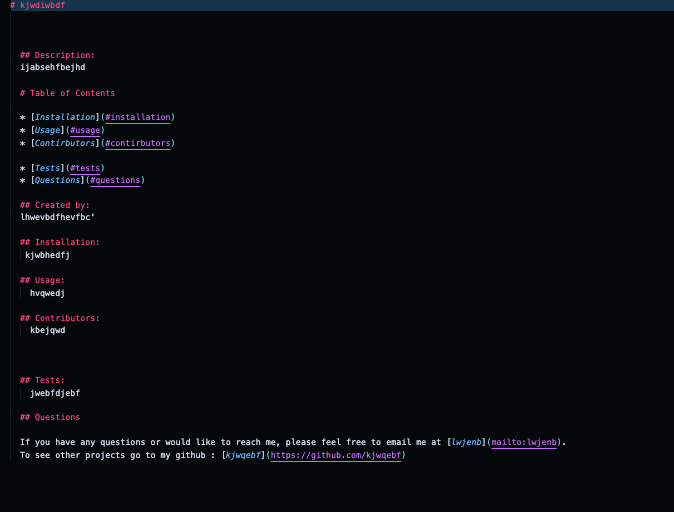 # kjwdiwbdf
## Description:
ijabsehfbejhd
# Table of Contents
* [Installation](#installation)
* [Usage](#usage)
* [Contirbutors](#contirbutors)
* [Tests](#tests)
* [Questions](#questions)
## Created by:
lhwevbdfhevfbc'
## Installation:
kjwbhedfj
## Usage:
hvqwedj
## Contributors:
kbejqwd
## Tests:
jwebfdjebf
## Questions
If you have any questions or would like to reach me, please feel free to email me at [lwjenb](mailto:lwjenb).
To see other projects go to my github : [kjwqebf](https://github.com/kjwqebf)